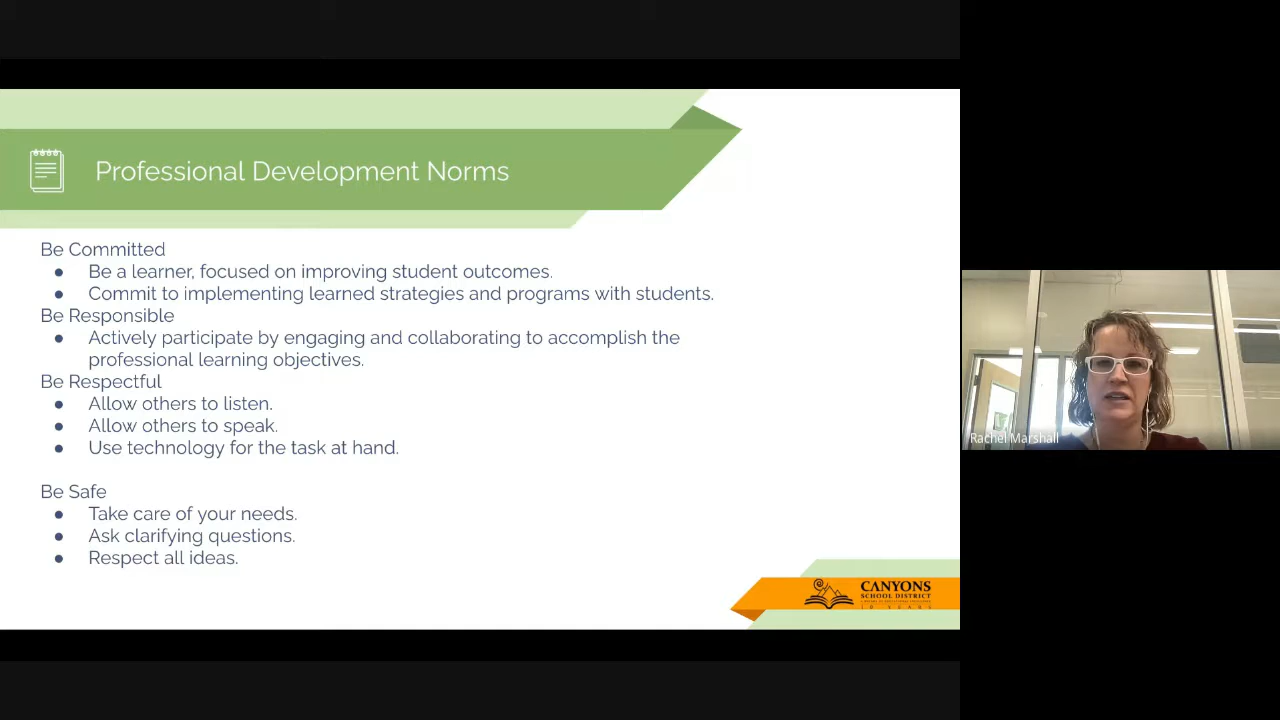 Professional Development Norms
Be Committed
● Be a learner, focused on improving student outcomes.
● Commit to implementing learned strategies and programs with students.
Be Responsible
● Actively participate by engaging and collaborating to accomplish the
professional learning objectives.
Be Respectful
● Allow others to listen.
● Allow others to speak.
● Use technology for the task at hand.
Be Safe
● Take care of your needs.
● Ask clarifying questions.
● Respect all ideas.
CANYONS
SCHOOL DISTRICT
Rachel Marshall